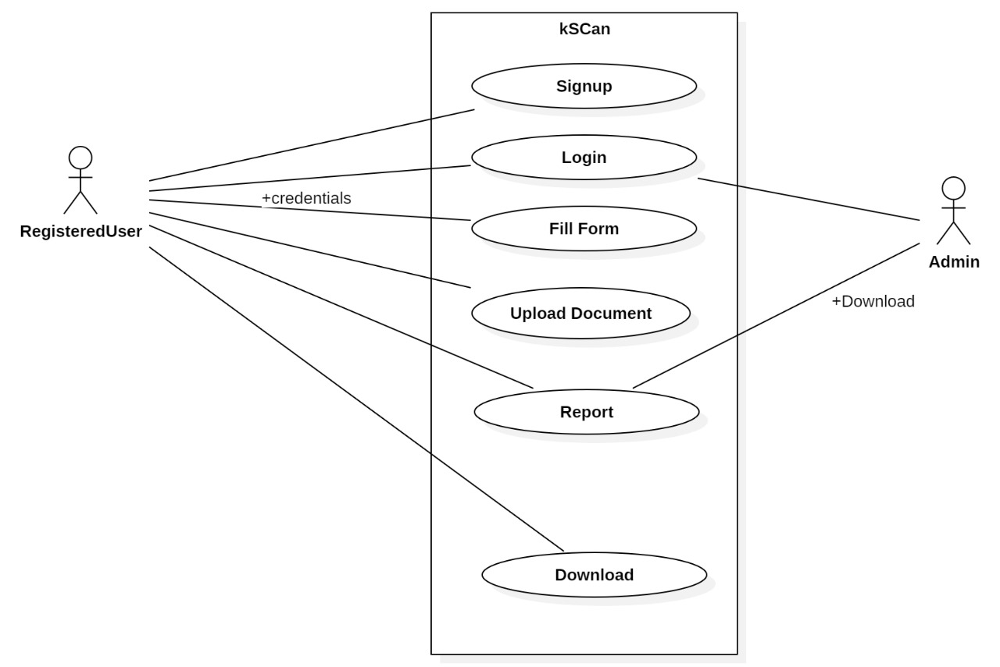 kSCan
Signup
Login
+credentials
Fill Form
RegisteredUser
Admin
+Download
Upload Document
Report
Download